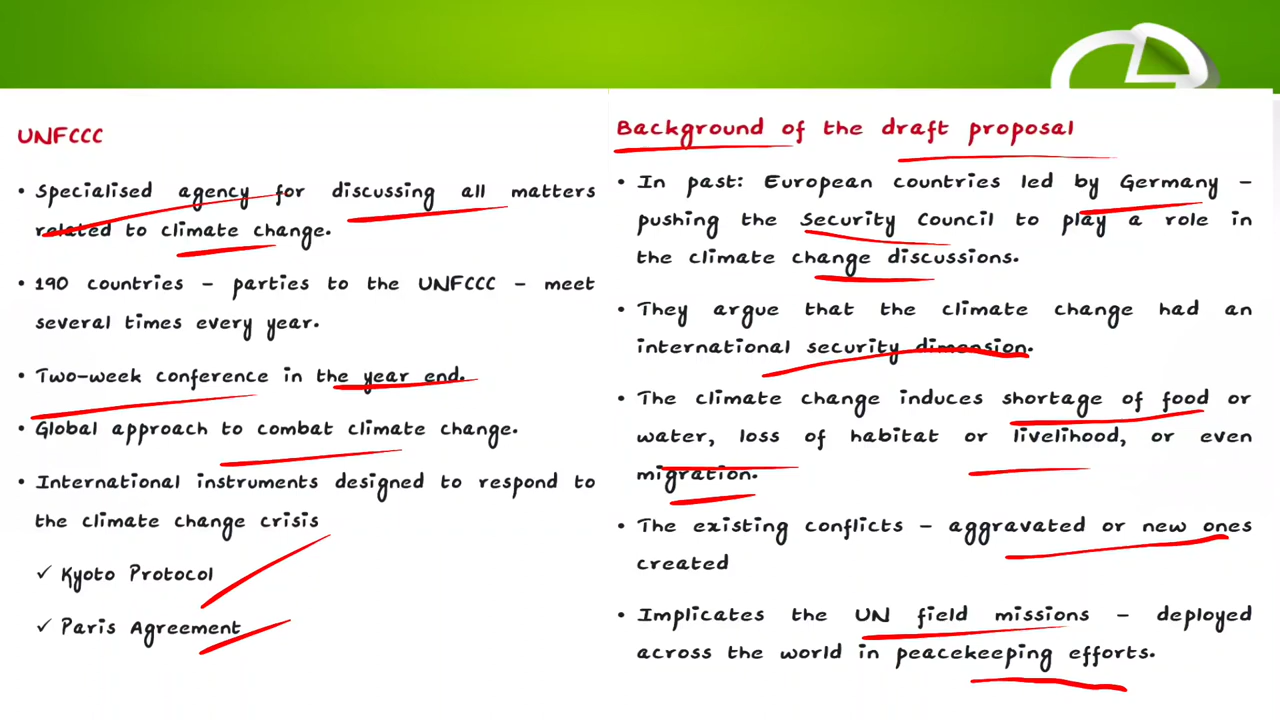 UNFCCC
• Specialised agency for discussing all matters
related to climate change.
• 190 countries – parties to the UNFCCC – meet
several times every year.
• Two-week conference in the year end.
• Global approach to combat climate change.
• International instruments designed to respond to
the climate change crisis
✓ Kyoto Protocol
✓ Paris Agreement
Background of the draft proposal
• In past: European countries led by Germany –
pushing the Security Council to play a role in
the climate change discussions.
• They argue that the climate change had an
international security dimension.
• The climate change induces shortage of food or
water, loss of habitat or livelihood, or even
migration.
• The existing conflicts – aggravated or new ones
created
• Implicates the UN field missions – deployed
across the world in peacekeeping efforts.